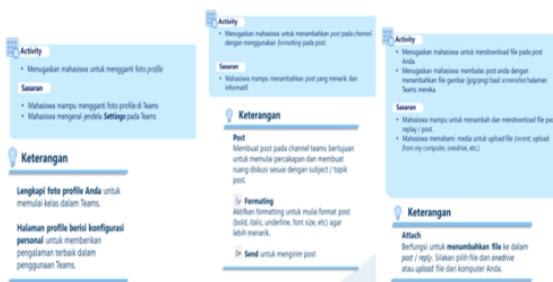 Activity
• Menugaskan mahasiswa untuk mengganti foto profile
Sasaran
• Mahasiswa mampu mengganti foto profile di Teams
• Mahasiswa mengenal jendela Settings pada Teams
Keterangan
Lengkapi foto profile Anda untuk
memulai kelas dalam Teams.
Halaman profile berisi konfigurasi
personal untuk memberikan
pengalaman terbaik dalam
penggunaan Teams.
Activity
• Menugaskan mahasiswa untuk menambahkan post pada channel
dengan menggunakan formatting pada post.
Sasaran
• Mahasiswa mampu menambahkan post yang menarik dan
informatif
Keterangan
Post
Membuat post pada channel teams bertujuan
untuk memulai percakapan dan membuat
ruang diskusi sesuai dengan subject / topik
post.
Formating
Aktifkan formatting untuk mulai format post
(bold, italic, underline, font size, etc) agar
lebih menarik.
Send untuk mengirim post
Activity
• Menugaskan mahasiswa untuk mendownload file pada post
Anda.
• Menugaskan mahasiswa membalas post anda dengan
menambahkan file gambar (jpg/png) hasil screenshot halaman
Teams mereka.
Sasaran
• Mahasiswa mampu untuk menambah dan mendownload file pada
replay / post.
• Mahasiswa memahami media untuk upload file (recent, upload
from my computer, onedrive, etc.)
Keterangan
Attach
Berfungsi untuk menambahkan file ke dalam
post / reply. Silakan pilih file dari onedrive
atau upload file dari komputer Anda.